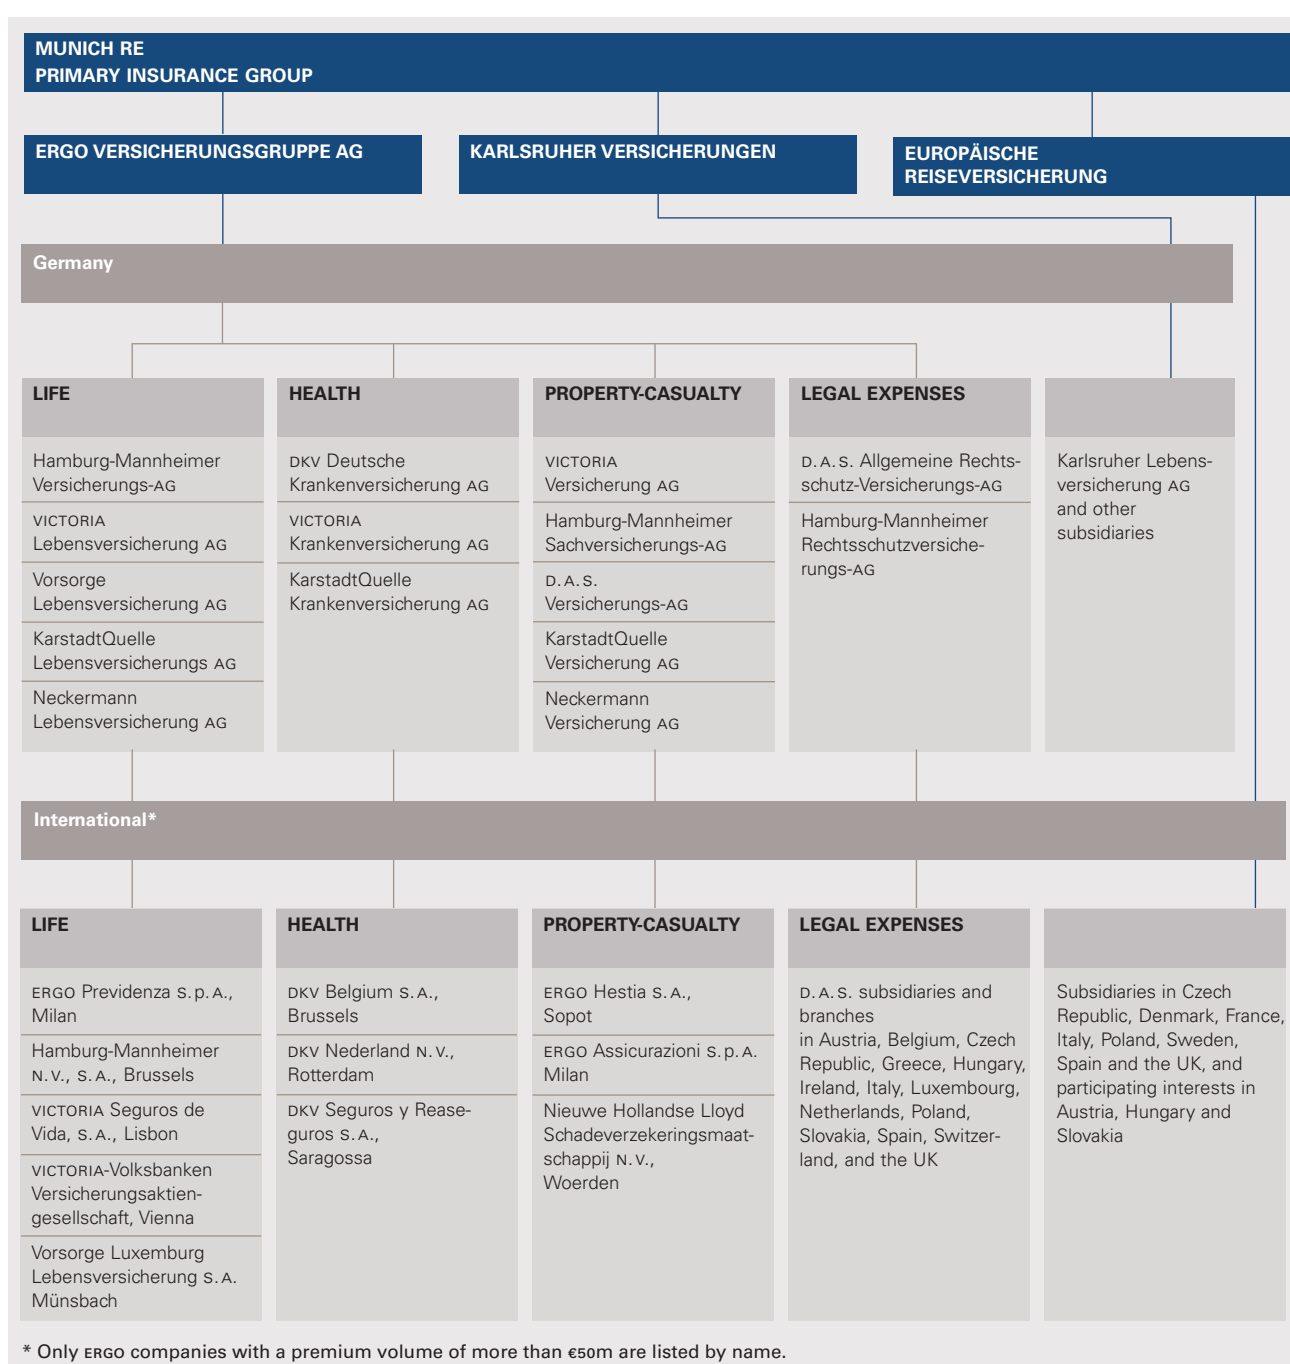 MUNICH RE
PRIMARY INSURANCE GROUP
ERGO VERSICHERUNGSGRUPPE AG
KARLSRUHER VERSICHERUNGEN
EUROPÄISCHE
REISEVERSICHERUNG
Germany
LIFE
Hamburg-Mannheimer
Versicherungs-AG
VICTORIA
Lebensversicherung AG
Vorsorge
Lebensversicherung AG
KarstadtQuelle
Lebensversicherungs AG
Neckermann
Lebensversicherung AG
HEALTH
DKV Deutsche
Krankenversicherung AG
VICTORIA
Krankenversicherung AG
KarstadtQuelle
Krankenversicherung AG
PROPERTY-CASUALTY
VICTORIA
Versicherung AG
Hamburg-Mannheimer
Sachversicherungs-AG
D.A.S.
Versicherungs-AG
KarstadtQuelle
Versicherung AG
Neckermann
Versicherung AG
LEGAL EXPENSES
D.A.S. Allgemeine Rechts-
schutz-Versicherungs-AG
Hamburg-Mannheimer
Rechtsschutzversiche-
rungs-AG
Karlsruher Lebens-
versicherung AG
and other
subsidiaries
International*
LIFE
ERGO Previdenza S.p.A.,
Milan
Hamburg-Mannheimer
N.V., S.A., Brussels
VICTORIA Seguros de
Vida, S.A., Lisbon
VICTORIA-Volksbanken
Versicherungsaktien-
gesellschaft, Vienna
Vorsorge Luxemburg
Lebensversicherung S.A.
Münsbach
HEALTH
DKV Belgium S.A.,
Brussels
DKV Nederland N.V.,
Rotterdam
DKV Seguros y Rease-
guros S.A.,
Saragossa
PROPERTY-CASUALTY
ERGO Hestia S.A.,
Sopot
ERGO Assicurazioni S.p.A.
Milan
Nieuwe Hollandse Lloyd
Schadeverzekeringsmaat-
schappij N.V.,
Woerden
LEGAL EXPENSES
D.A.S. subsidiaries and
branches
in Austria, Belgium, Czech
Republic, Greece, Hungary,
Ireland, Italy, Luxembourg,
Netherlands, Poland,
Slovakia, Spain, Switzer-
land, and the UK
Subsidiaries in Czech
Republic, Denmark, France,
Italy, Poland, Sweden,
Spain and the UK, and
participating interests in
Austria, Hungary and
Slovakia
* Only ERGO companies with a premium volume of more than €50m are listed by name.